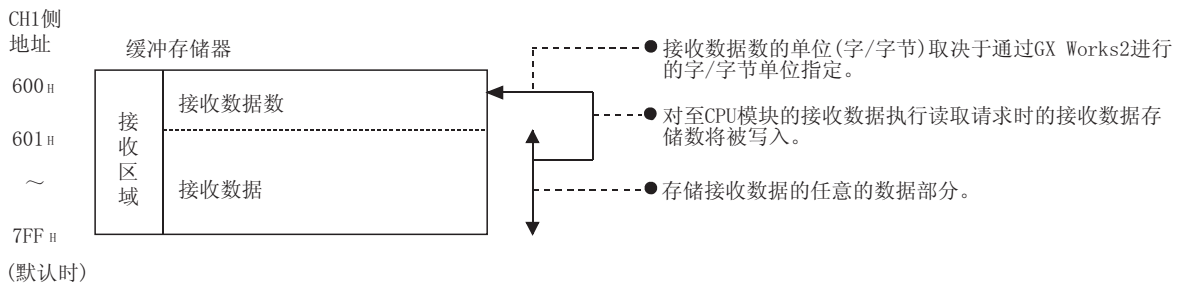 CH1侧
地址
缓冲存储器
600H
601H
～
7FFH
(默认时)
接收区域
接收数据数
接收数据
●接收数据数的单位(字/字节)取决于通过GX Works2进行
的字/字节单位指定。
●对至CPU模块的接收数据执行读取请求时的接收数据存
储数将被写入。
●存储接收数据的任意的数据部分。